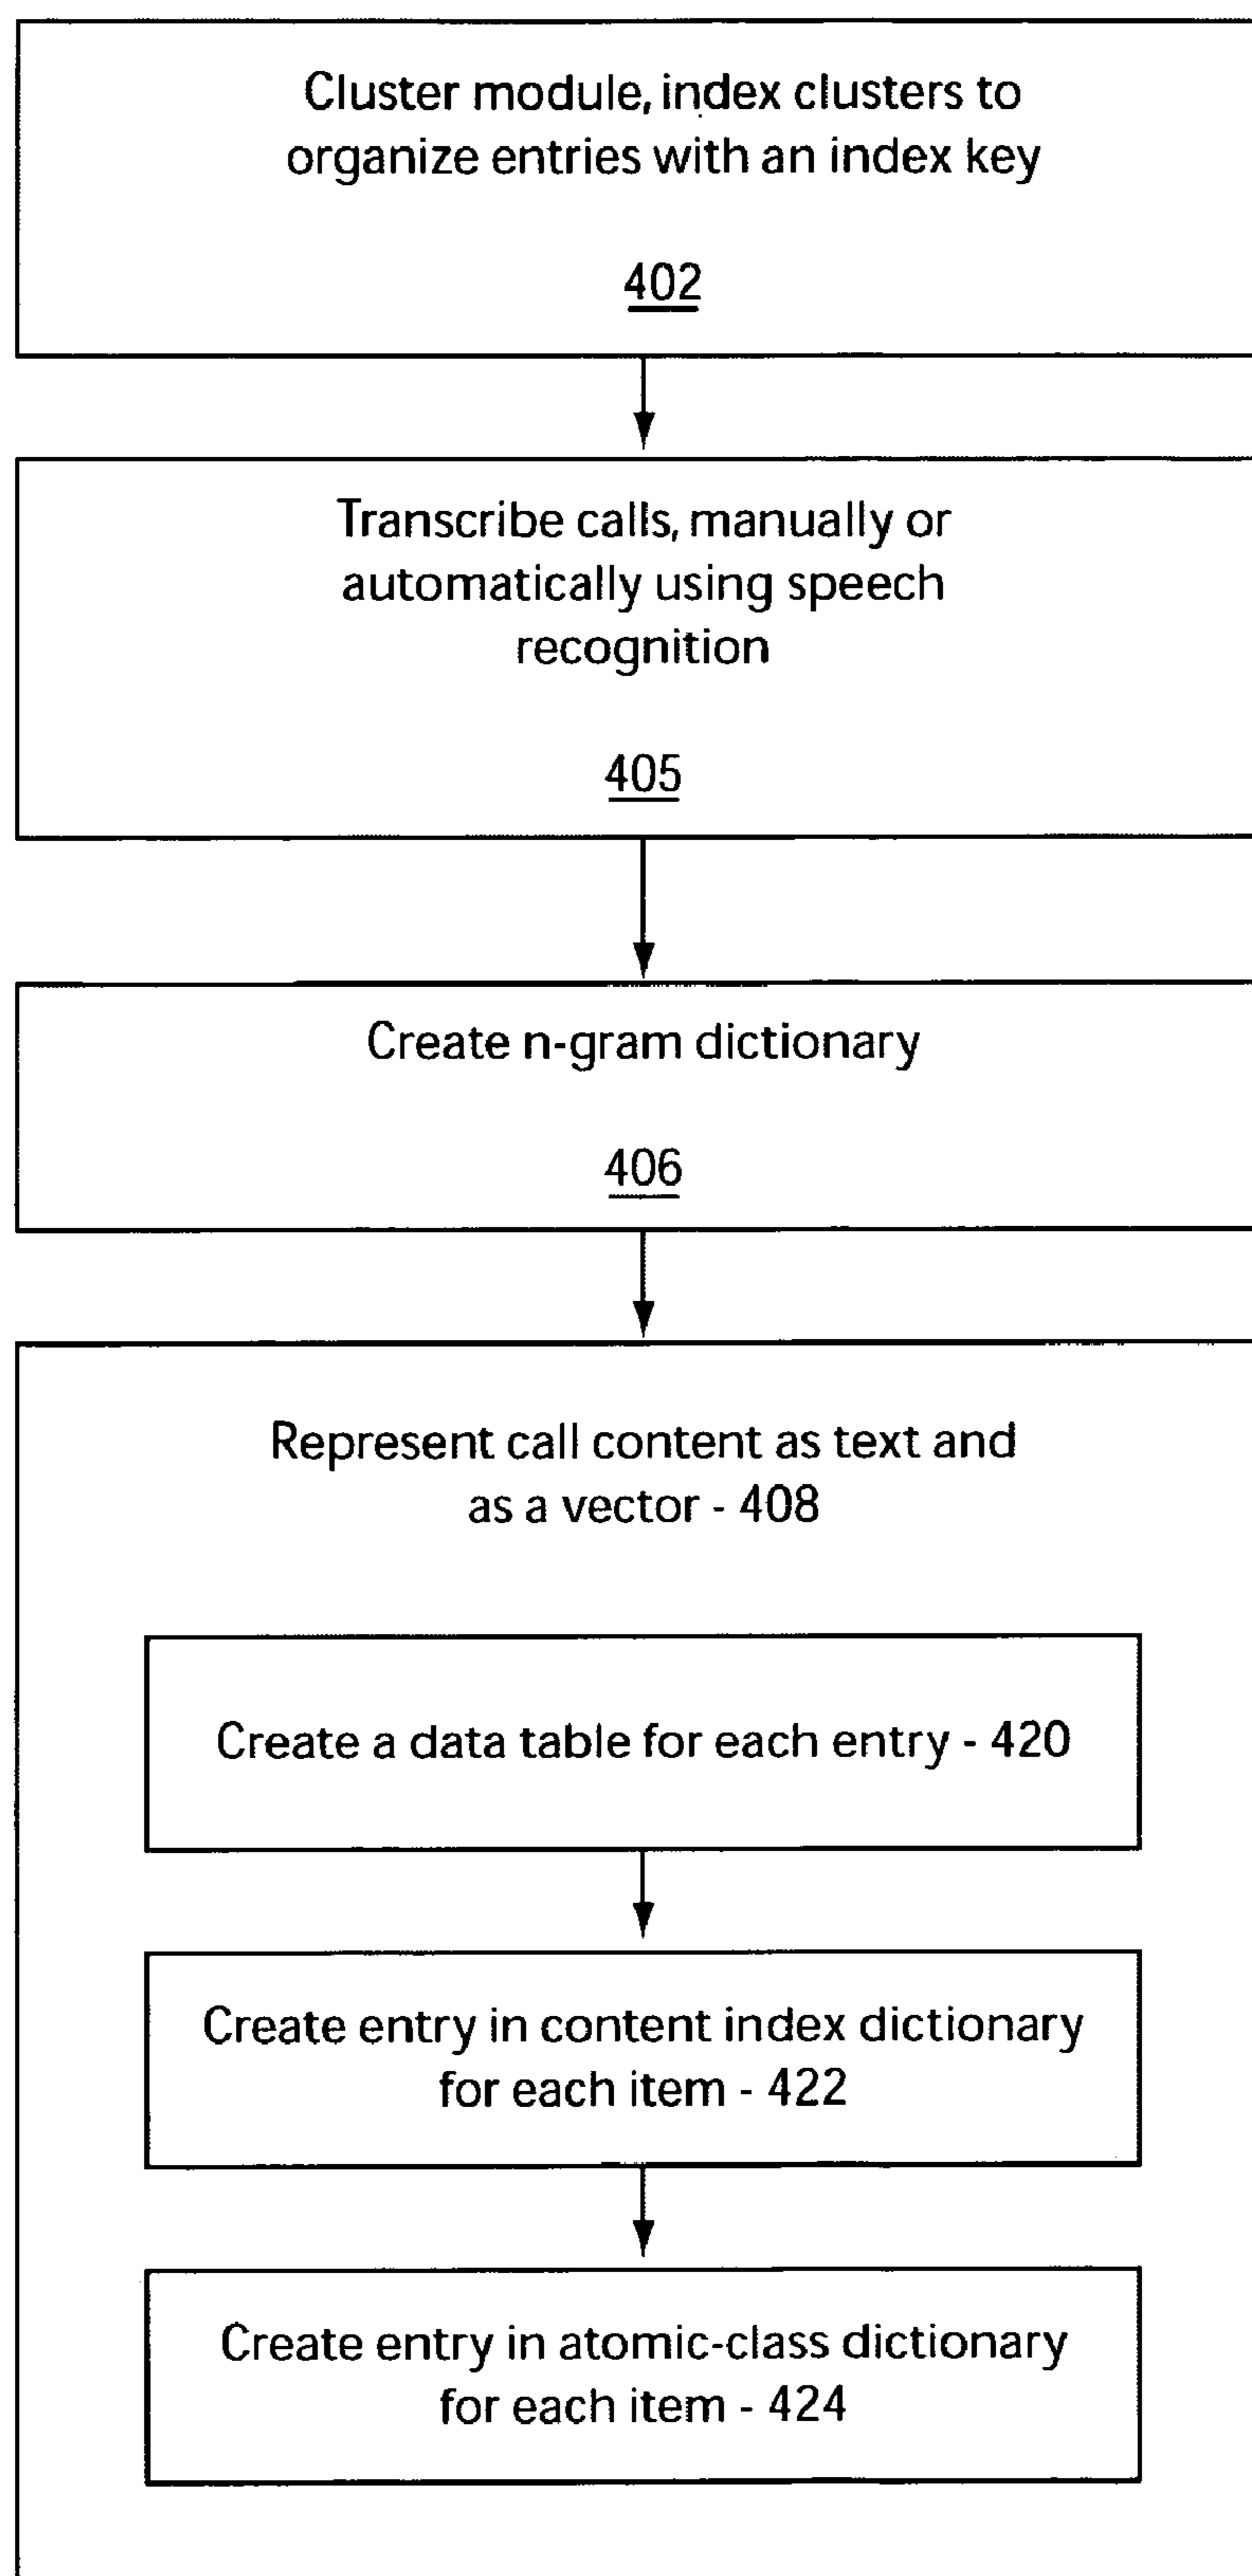 Cluster module, index clusters to
organize entries with an index key
402
Transcribe calls, manually or
automatically using speech
recognition
405
Create n-gram dictionary
406
Represent call content as text and
as a vector - 408
Create a data table for each entry - 420
Create entry in content index dictionary
for each item - 422
Create entry in atomic-class dictionary
for each item - 424